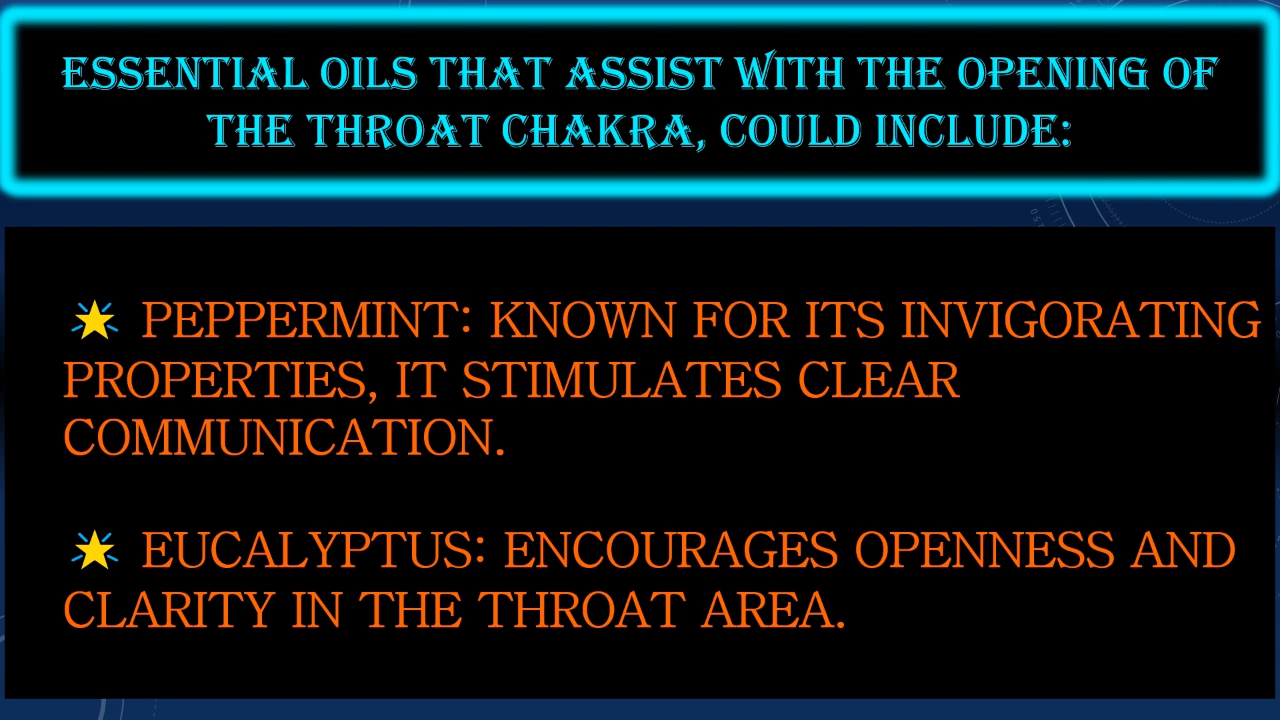 ESSENTIAL OILS THAT ASSIST WITH THE OPENING OF
THE THROAT CHAKRA, COULD INCLUDE:
🌟 PEPPERMINT: KNOWN FOR ITS INVIGORATING
PROPERTIES, IT STIMULATES CLEAR
COMMUNICATION.
🌟 EUCALYPTUS: ENCOURAGES OPENNESS AND
CLARITY IN THE THROAT AREA.